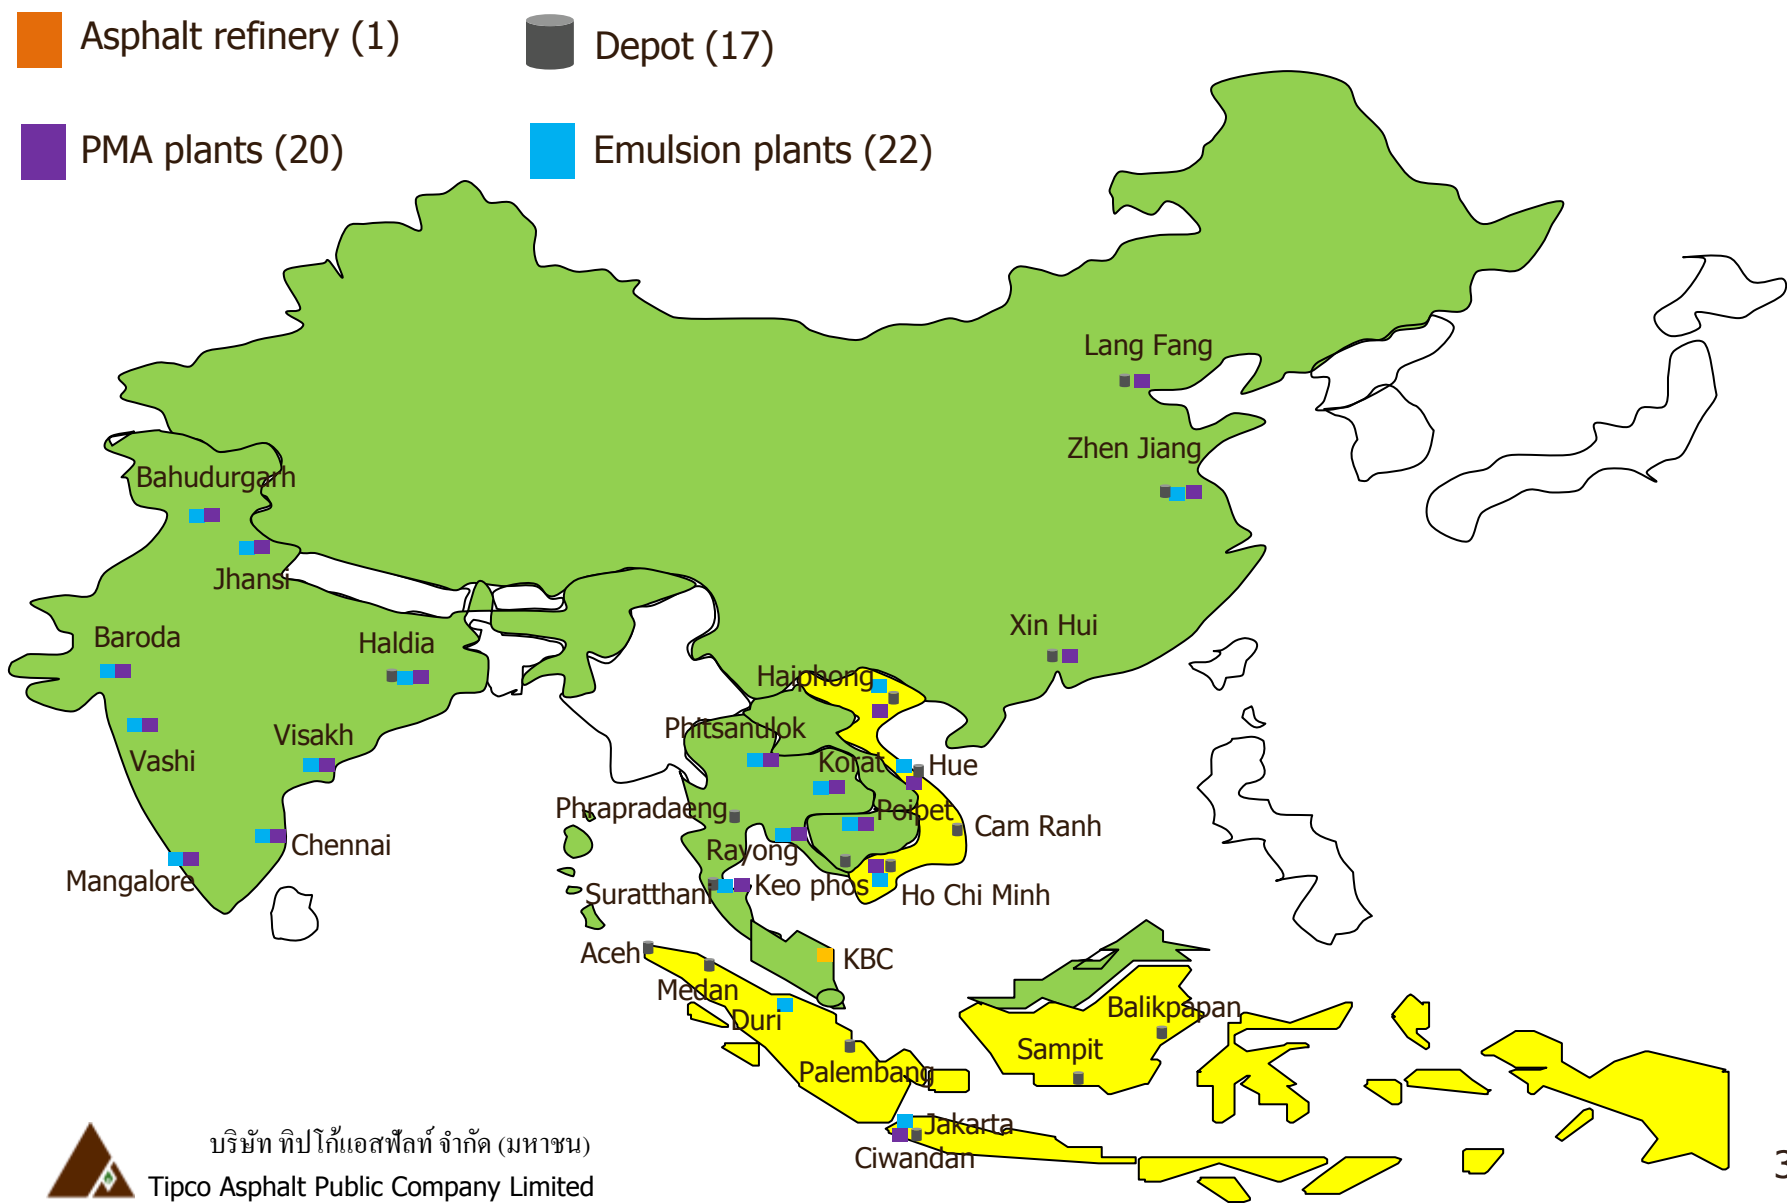 Asphalt refinery (1)
Depot (17)
PMA plants (20)
Emulsion plants (22)
Lang Fang
Zhen Jiang
Bahudurgarh
Jhansi
Xin Hui
Baroda
Haldia
Haiphong
Phitsanulok
Visakh
Vashi
Korat
Hue
Phrapradaeng
Poipet
Cam Ranh
Chennai
Rayong
Mangalore
Suratthani
Keo phos
Ho Chi Minh
Aceh
KBC
Medan
Duri
Balikpapan
Sampit
Palembang
Jakarta
Ciwandan
บริษัท ทิปโก้แอสฟัลท์ จำกัด (มหาชน)
Tipco Asphalt Public Company Limited
3